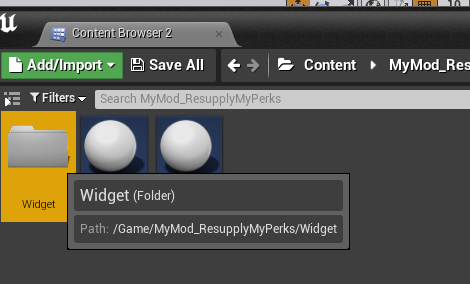 10
Content Browser 2
Add/Import Save All Content MyMod_Res
Filters Search MyMod_ResupplyMyPerks
Widget
Widget (Folder)
Path: /Game/MyMod_ResupplyMyPerks/Widget